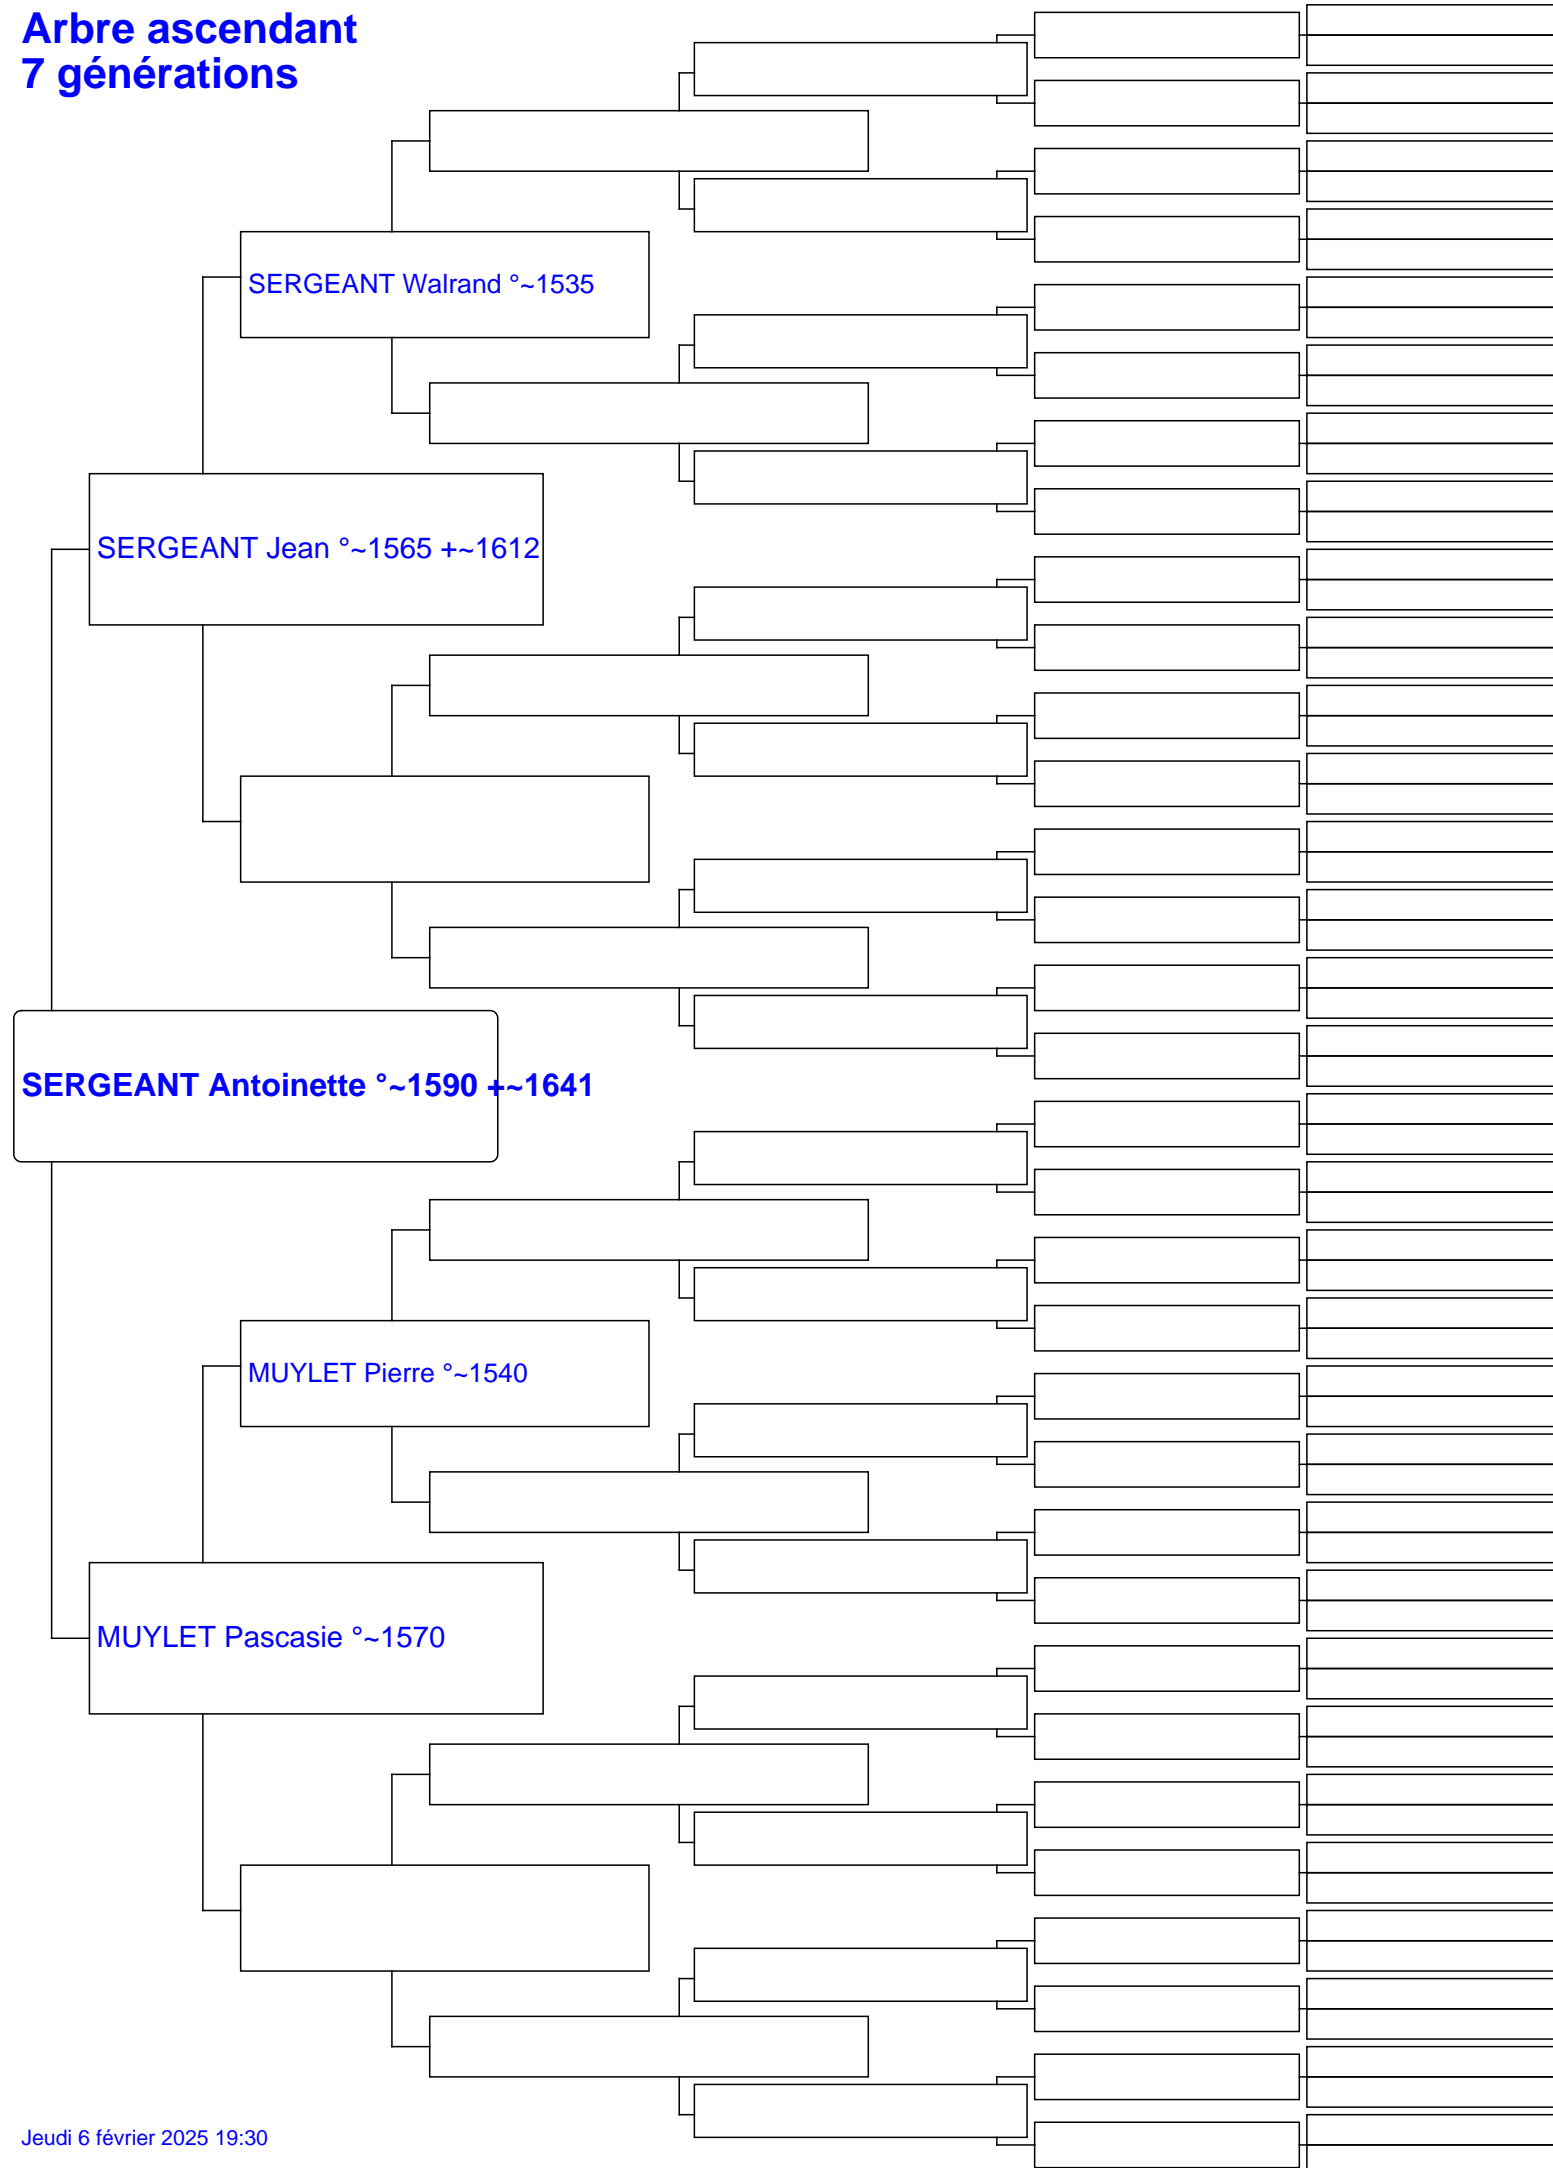 Arbre ascendant
7 générations
SERGEANT Walrand °~1535
SERGEANT Jean °~1565 +~1612
SERGEANT Antoinette °~1590 +~1641
MUYLET Pierre °~1540
MUYLET Pascasie °~1570
Jeudi 6 février 2025 19:30